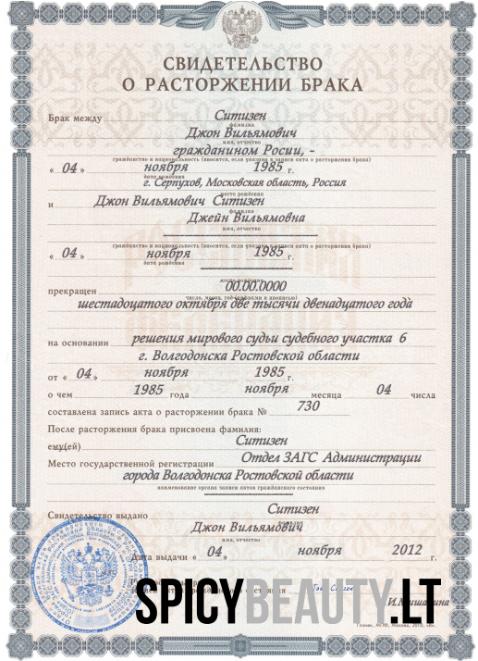 СВИДЕТЕЛЬСТВО
О РАСТОРЖЕНИИ БРАКА
Брак между Ситизен
фамилия
Джон Вильямович
имя, отчество
гражданином Росии, -
гражданство и национальность (вносятся, если указаны в записи акта о расторжении брака)
« 04 » ноября 1985 г.
дата рождения
г. Серпухов, Московская область, Россия
место рождения
и Джон Вильямович Ситизен
фамилия
Джейн Вильямовна
имя, отчество
гражданство и национальность (вносятся, если указаны в записи акта о расторжении брака)
« 04 » ноября 1985 г.
дата рождения
прекращен 00.00.0000
шестадоцатого октября две тысячи двенадцатого года
на основании решения мирового судьи судебного участка 6
г. Волгодонска Ростовской области
от « 04 » ноября 1985 г.
о чем 1985 года ноября месяца 04 числа
составлена запись акта о расторжении брака № 730
После расторжения брака присвоена фамилия:
ему(ей) Ситизен
Место государственной регистрации Отдел ЗАГС Администрации
города Волгодонска Ростовской области
наименование органа записи актов гражданского состояния
Свидетельство выдано Ситизен
Джон Вильямович
имя, отчество
Дата выдачи « 04 » ноября 2012 г.
SPICYBEAUTY.LT